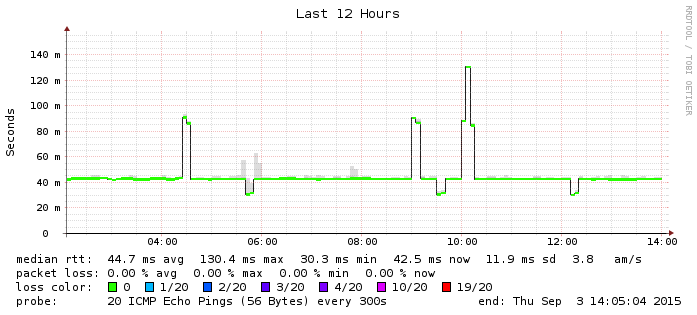 Last 12 Hours
RRDTOOL / TOBI OETIKER
Seconds
140 m
120 m
100 m
80 m
60 m
40 m
20 m
0
04:00 06:00 08:00 10:00 12:00 14:00
median rtt: 44.7 ms avg 130.4 ms max 30.3 ms min 42.5 ms now 11.9 ms sd 3.8 am/s
packet loss: 0.00 % avg 0.00 % max 0.00 % min 0.00 % now
loss color: 0 1/20 2/20 3/20 4/20 10/20 19/20
probe: 20 ICMP Echo Pings (56 Bytes) every 300s end: Thu Sep 3 14:05:04 2015